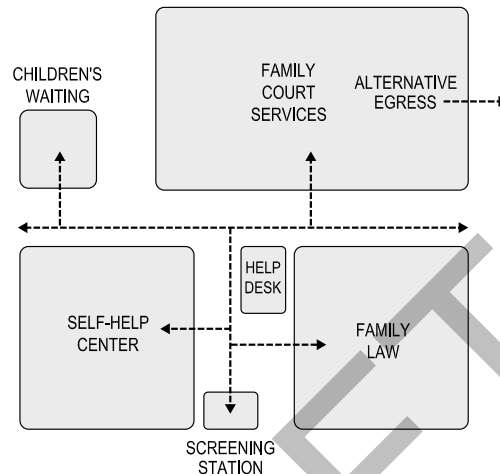 CHILDREN'S
WAITING
FAMILY
COURT
SERVICES
ALTERNATIVE
EGRESS
HELP
DESK
SELF-HELP
CENTER
FAMILY
LAW
SCREENING
STATION